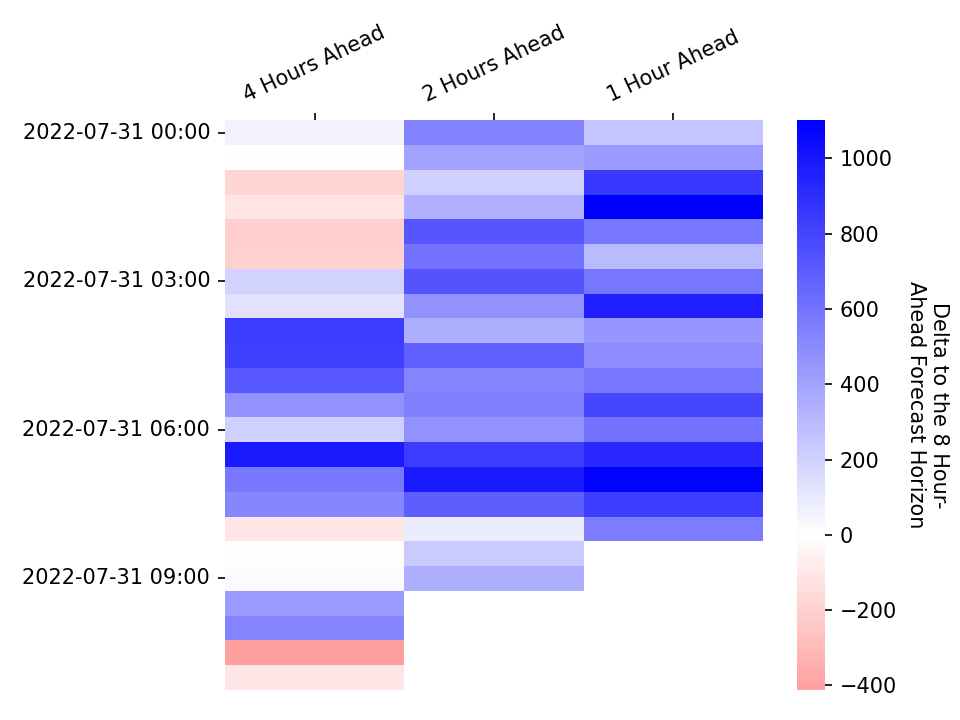 4 Hours Ahead
2 Hours Ahead
1 Hour Ahead
2022-07-31 00:00
2022-07-31 03:00
2022-07-31 06:00
2022-07-31 09:00
1000
800
600
400
200
0
−200
−400
Delta to the 8 Hour-
Ahead Forecast Horizon